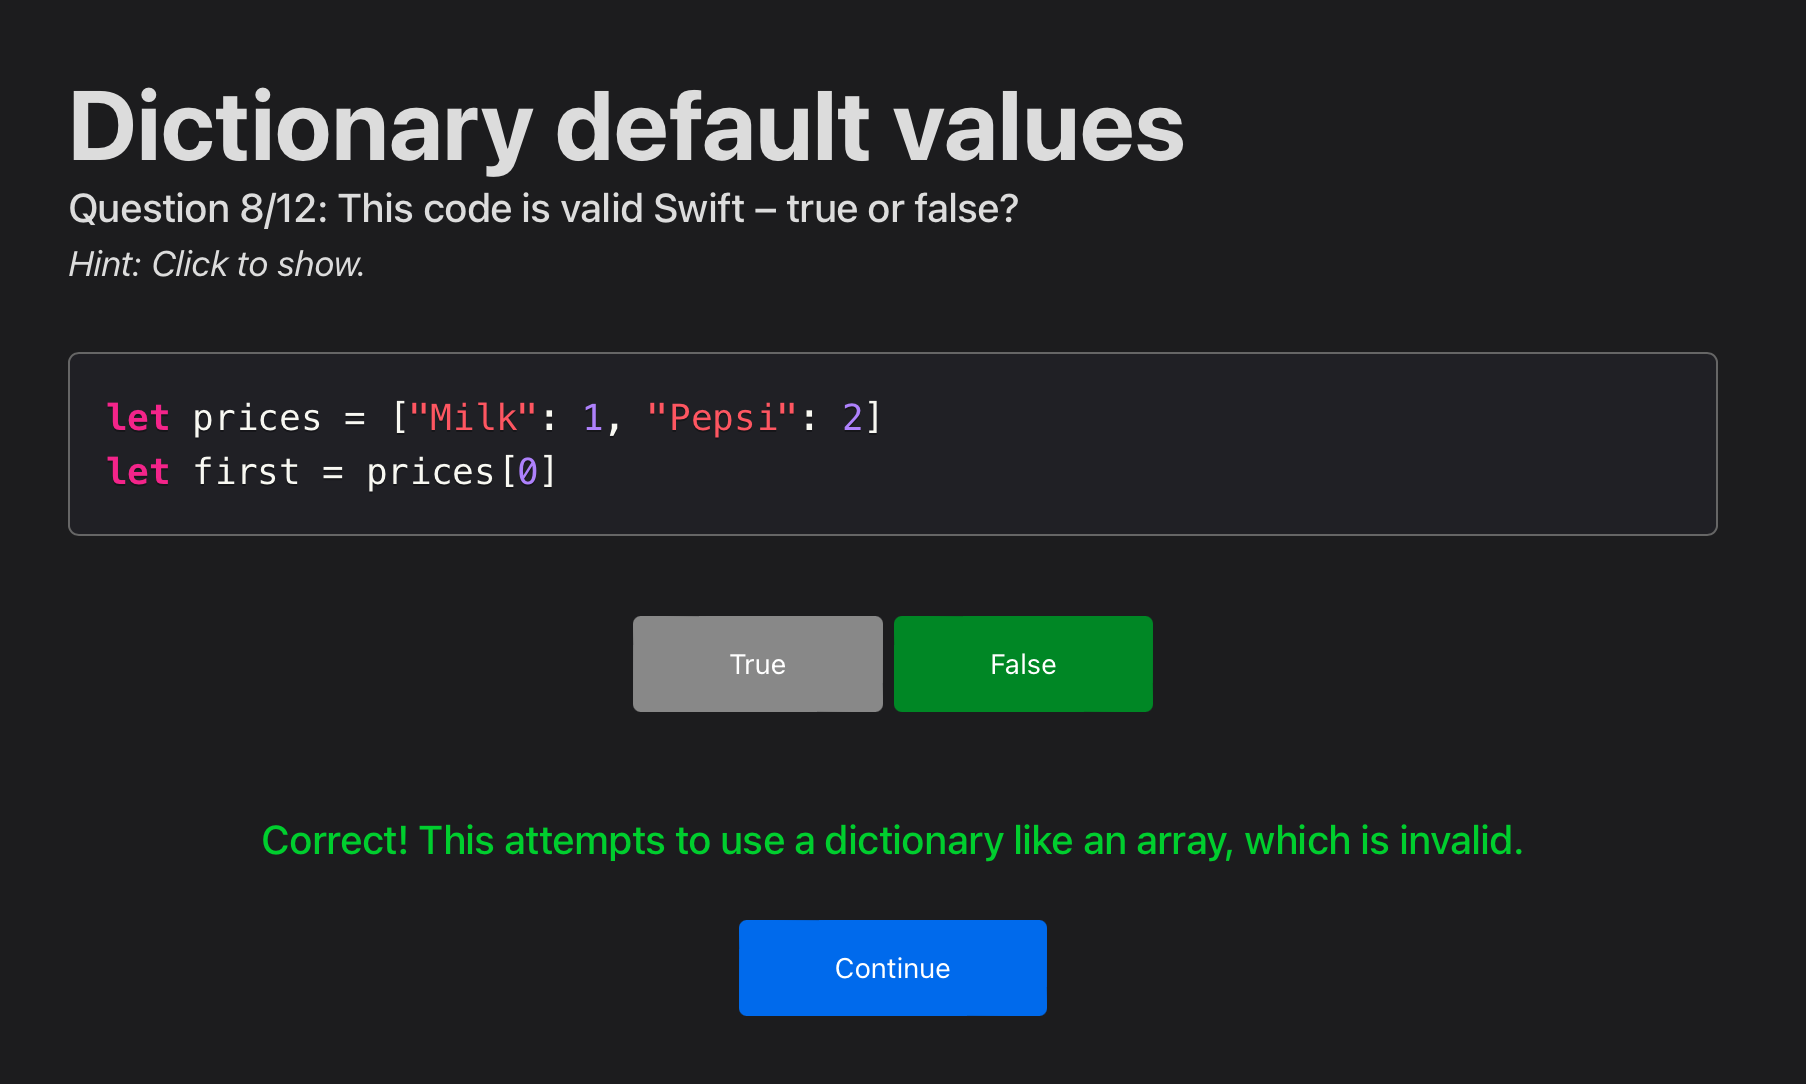 Dictionary default values
Question 8/12: This code is valid Swift – true or false?
Hint: Click to show.
let prices = ["Milk": 1, "Pepsi": 2]
let first = prices[0]
True
False
Correct! This attempts to use a dictionary like an array, which is invalid.
Continue